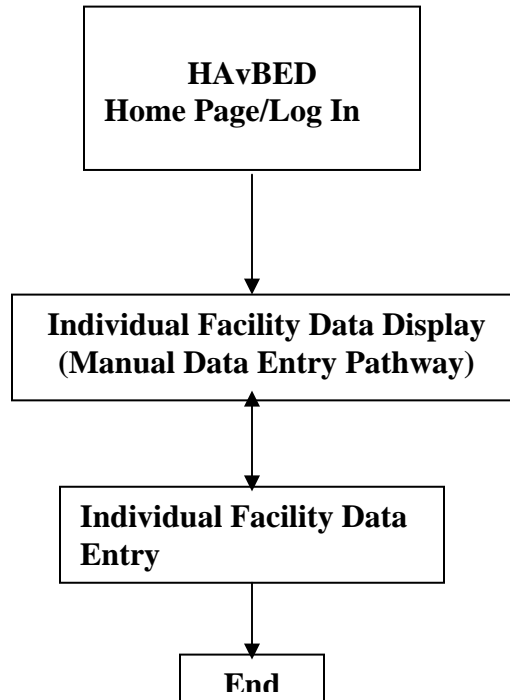 HAvBED
Home Page/Log In
Individual Facility Data Display
(Manual Data Entry Pathway)
Individual Facility Data
Entry
End